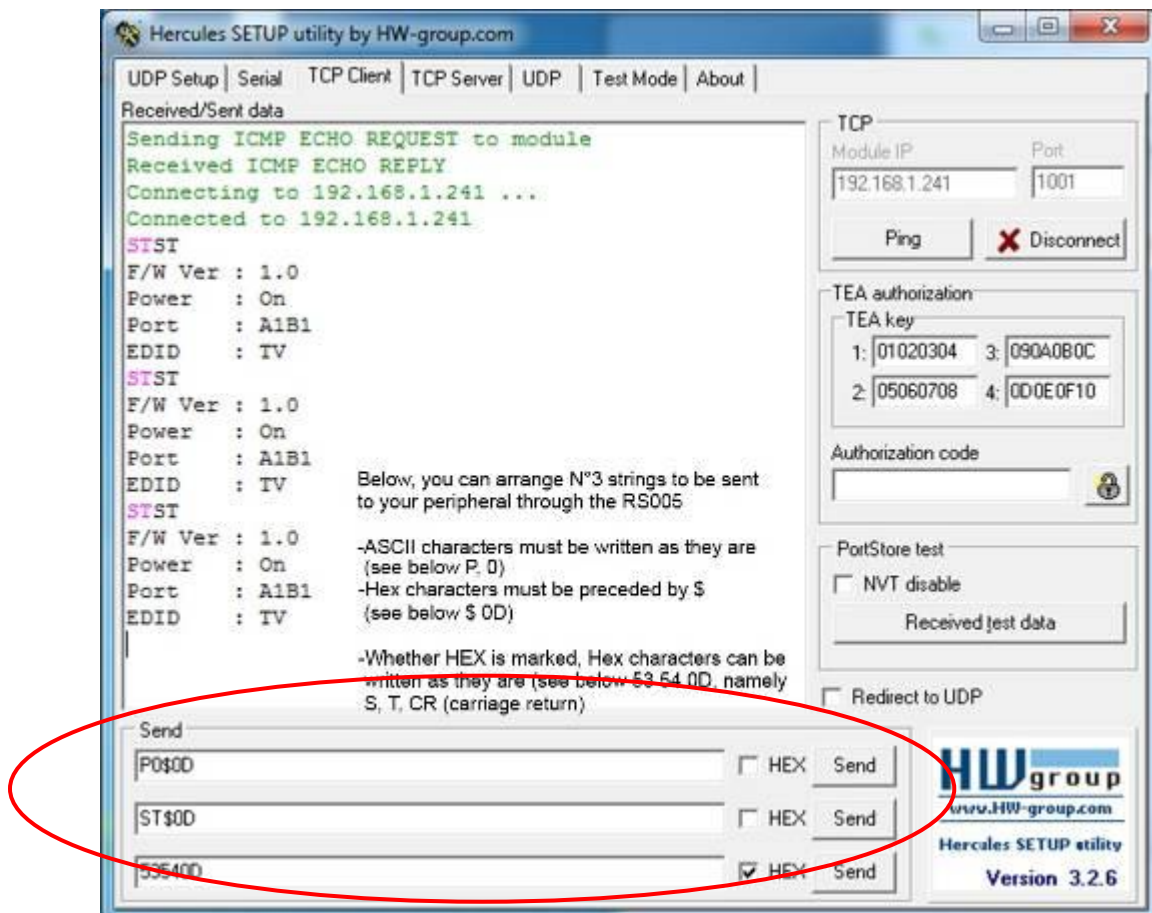 Hercules SETUP utility by HW-group.com
UDP Setup Serial TCP Client TCP Server UDP Test Mode About
Received/Sent data
Sending ICMP ECHO REQUEST to module
Received ICMP ECHO REPLY
Connecting to 192.168.1.241 ...
Connected to 192.168.1.241
STST
F/W Ver : 1.0
Power : On
Port : A1B1
EDID : TV
STST
F/W Ver : 1.0
Power : On
Port : A1B1
EDID : TV
STST
F/W Ver : 1.0
Power : On
Port : A1B1
EDID : TV
Below, you can arrange N°3 strings to be sent
to your peripheral through the RS005
-ASCII characters must be written as they are
(see below P, 0)
-Hex characters must be preceded by $
(see below $ 0D)
-Whether HEX is marked, Hex characters can be
written as they are (see below 53 54 0D, namely
S, T, CR (carriage return)
TCP
Module IP Port
192.168.1.241 1001
Ping Disconnect
TEA authorization
TEA key
1: 01020304 3: 090A0B0C
2: 05060708 4: 0D0E0F10
Authorization code
PortStore test
NVT disable
Received test data
Redirect to UDP
Send
P0$0D HEX Send
ST$0D HEX Send
53540D HEX Send
HW group
www.HW-group.com
Hercules SETUP utility
Version 3.2.6